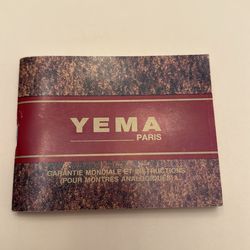 YEMA
PARIS
GARANTIE MONDIALE ET INSTRUCTIONS
(POUR MONTRES ANALOGIQUES)